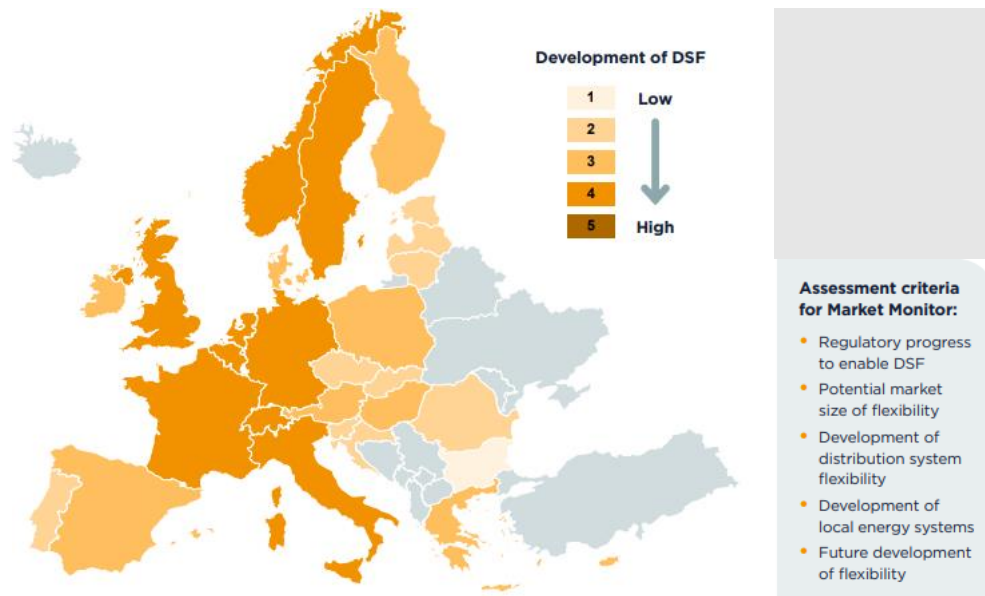 Development of DSF
1 Low
2
3
4
5 High
Assessment criteria
for Market Monitor:
• Regulatory progress
to enable DSF
• Potential market
size of flexibility
• Development of
distribution system
flexibility
• Development of
local energy systems
• Future development
of flexibility